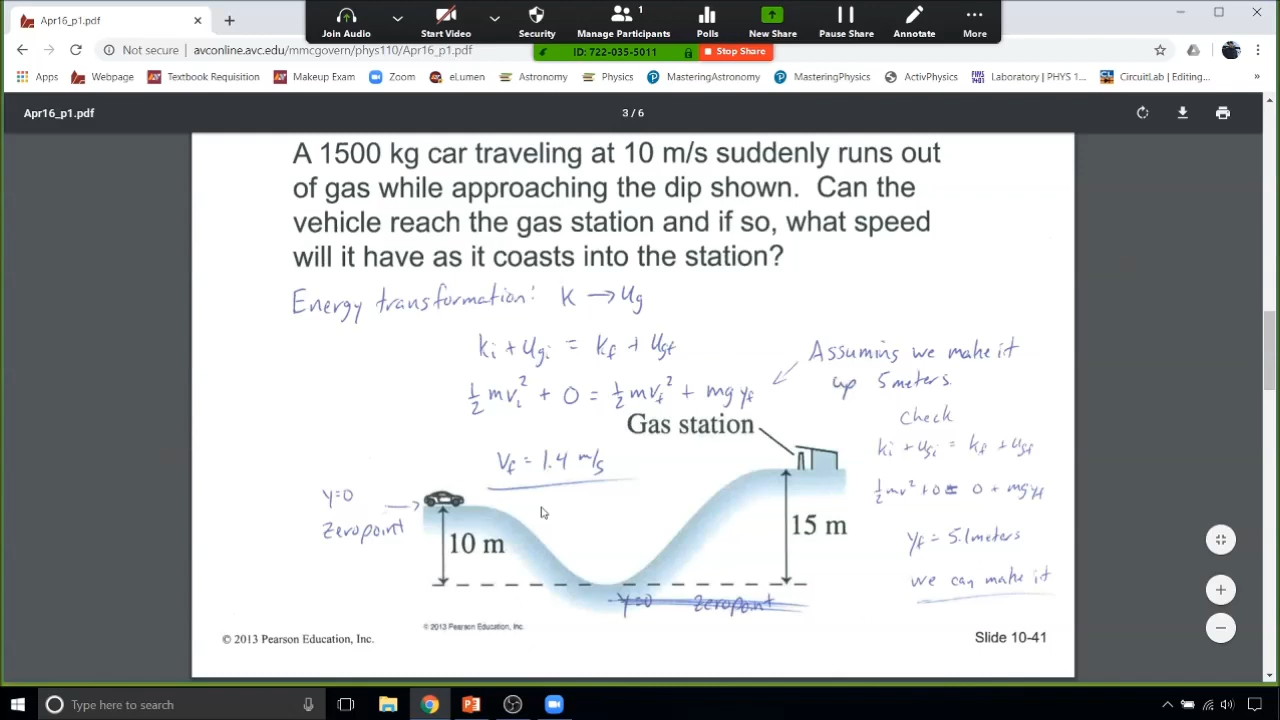 Apr16_p1.pdf
Join Audio
Start Video
Security
1
Manage Participants
Polls
New Share
Pause Share
Annotate
More
Not secure
avconline.avc.edu/mmcgovern/phys110/Apr16_p1.pdf
ID: 722-035-5011
Stop Share
Apps
Webpage
Textbook Requisition
Makeup Exam
Zoom
eLumen
Astronomy
Physics
MasteringAstronomy
MasteringPhysics
ActivPhysics
Laboratory | PHYS 1...
CircuitLab | Editing...
Apr16_p1.pdf
3/6
A 1500 kg car traveling at 10 m/s suddenly runs out
of gas while approaching the dip shown. Can the
vehicle reach the gas station and if so, what speed
will it have as it coasts into the station?
Energy transformation: K → Ug
Ki + Ugi = Kf + Ugf
½ mvi² + 0 = ½ mvf² + mg yf
Assuming we make it
up 5 meters
check
Ki + Ugi = Kf + Ugf
½ mv² + 0 = 0 + mg yf
yf = 5.1 meters
we can make it
Gas station
Vf = 1.4 m/s
y=0
zero point
10 m
15 m
y=0 zero point
© 2013 Pearson Education, Inc.
© 2013 Pearson Education, Inc.
Slide 10-41
Type here to search